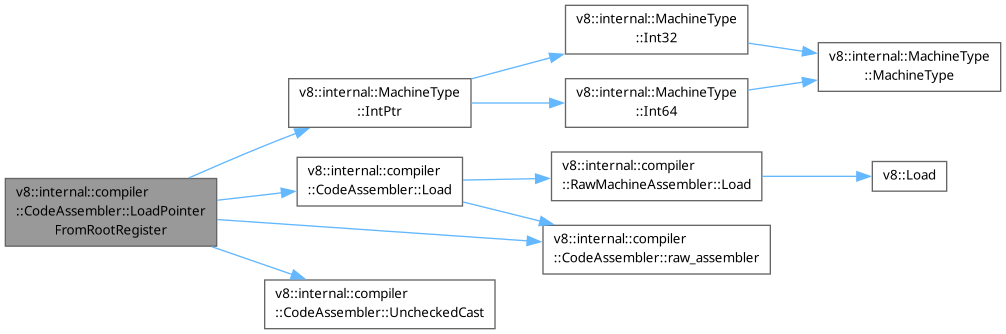 v8::internal::compiler
::CodeAssembler::LoadPointer
FromRootRegister
v8::internal::MachineType
::IntPtr
v8::internal::MachineType
::Int32
v8::internal::MachineType
::MachineType
v8::internal::MachineType
::Int64
v8::internal::compiler
::CodeAssembler::Load
v8::internal::compiler
::RawMachineAssembler::Load
v8::Load
v8::internal::compiler
::CodeAssembler::raw_assembler
v8::internal::compiler
::CodeAssembler::UncheckedCast